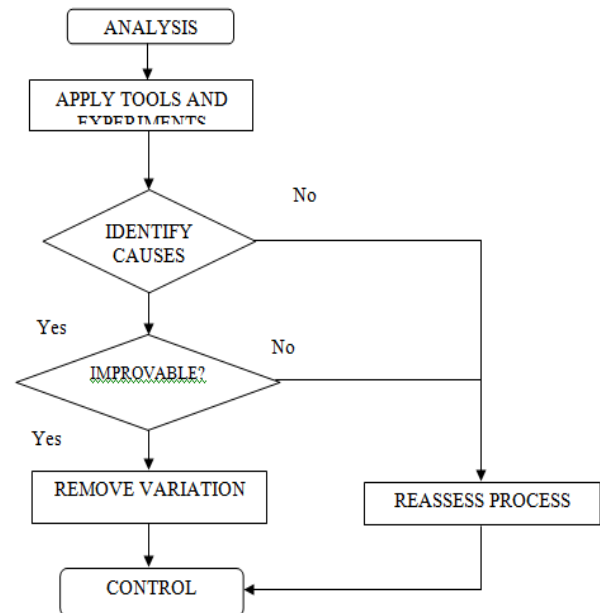 ANALYSIS
APPLY TOOLS AND
EXPERIMENTS
No
IDENTIFY
CAUSES
Yes
No
IMPROVABLE?
Yes
REMOVE VARIATION
REASSESS PROCESS
CONTROL